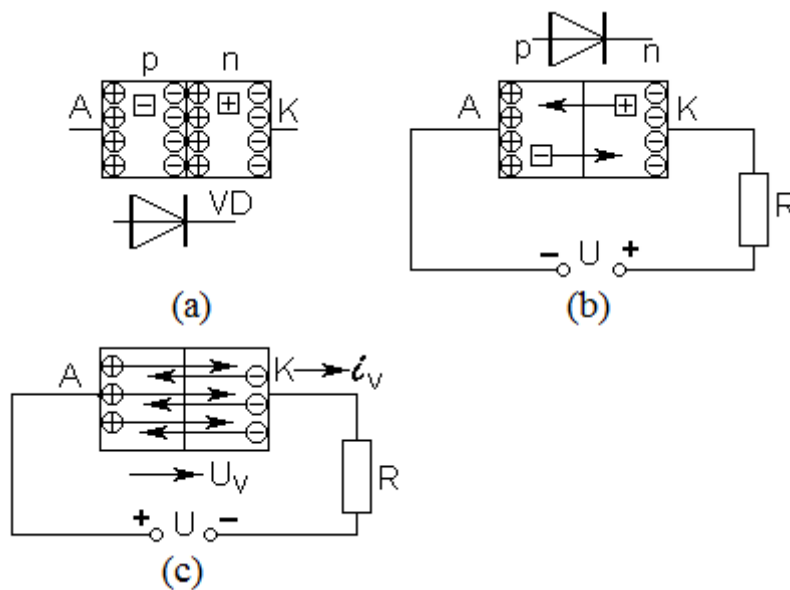 p n
A K
VD
(a)
p n
A K
R
− U +
(b)
A K i_v
U_v
R
+ U −
(c)